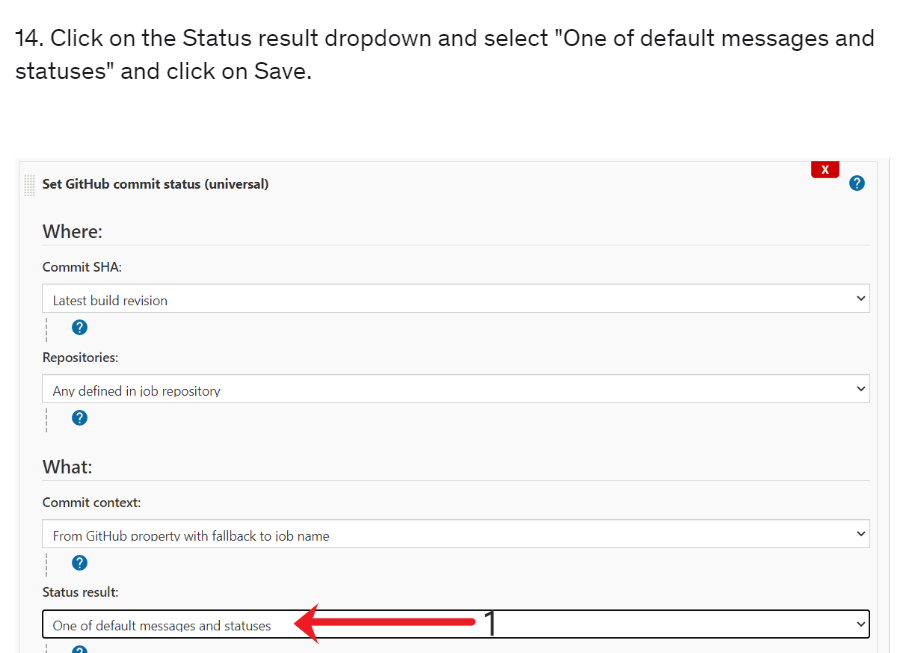 14. Click on the Status result dropdown and select "One of default messages and
statuses" and click on Save.
X
Set GitHub commit status (universal)
?
Where:
Commit SHA:
Latest build revision
?
Repositories:
Any defined in job repository
?
What:
Commit context:
From GitHub property with fallback to job name
?
Status result:
One of default messages and statuses
1
?